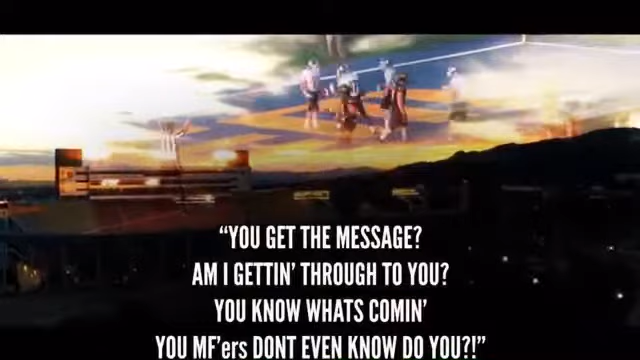 “YOU GET THE MESSAGE?
AM I GETTIN’ THROUGH TO YOU?
YOU KNOW WHATS COMIN’
YOU MF’ers DONT EVEN KNOW DO YOU?!”